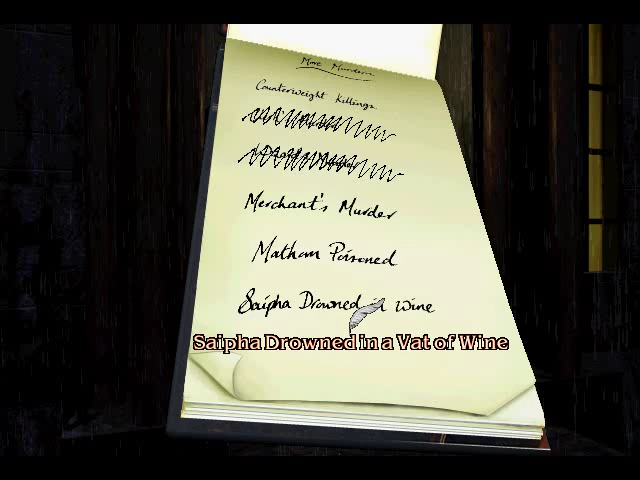 More Murders
Counterweight Killings
Merchant's Murder
Matham Poisoned
Saipha Drowned in Wine
Saipha Drowned in a Vat of Wine